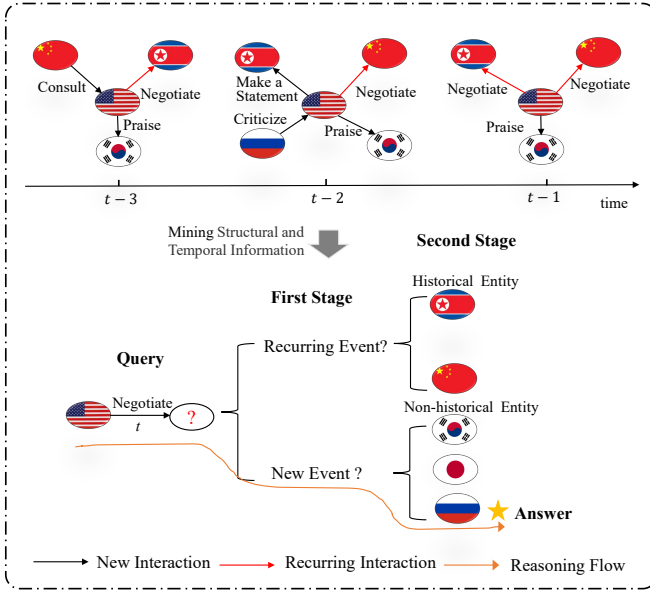 Consult
Negotiate
Praise
Make a
Statement
Criticize
Negotiate
Praise
Negotiate
Negotiate
Praise
t − 3
t − 2
t − 1
time
Mining Structural and
Temporal Information
Second Stage
First Stage
Historical Entity
Query
Recurring Event?
Negotiate
?
t
Non-historical Entity
New Event ?
Answer
New Interaction
Recurring Interaction
Reasoning Flow